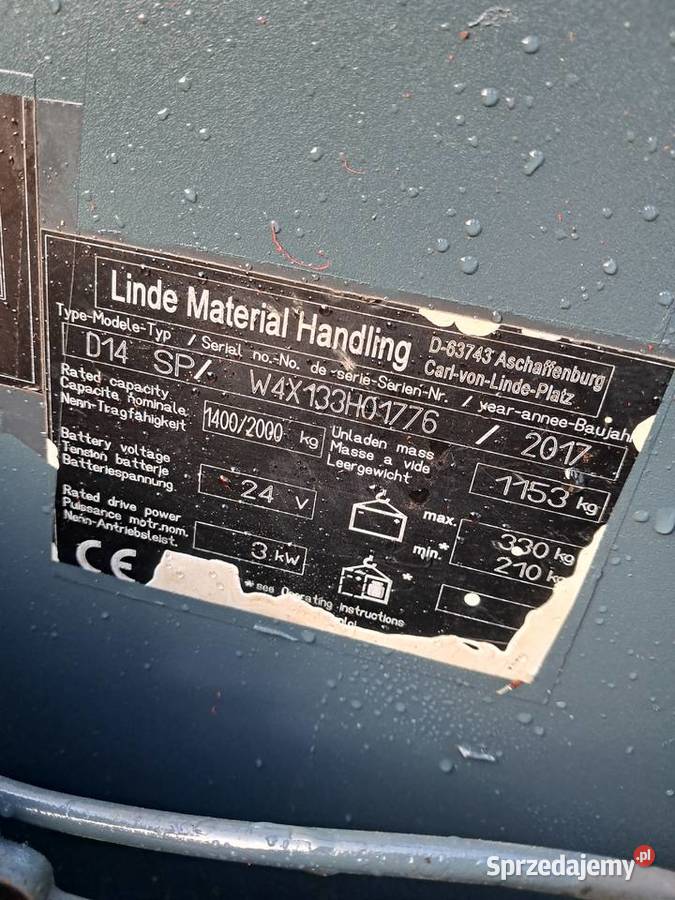 Linde Material Handling
D-63743 Aschaffenburg
Carl-von-Linde-Platz
Type-Modele-Typ / Serial no.-No. de serie-Serien-Nr. / year-annee-Baujahr
D14 SP / W4X133H01776 / 2017
Rated capacity
Capacite nominale
Nenn-Tragfähigkeit
1400/2000 kg
Unladen mass
Masse a vide
Leergewicht
1153 kg
Battery voltage
Tension batterie
Batteriespannung
24 V
max. 330 kg
min.* 210 kg
Rated drive power
Puissance motr.nom.
Nenn-Antriebsleist.
3 kW
*
CE
*see Operating instructions
Sprzedajemy.pl